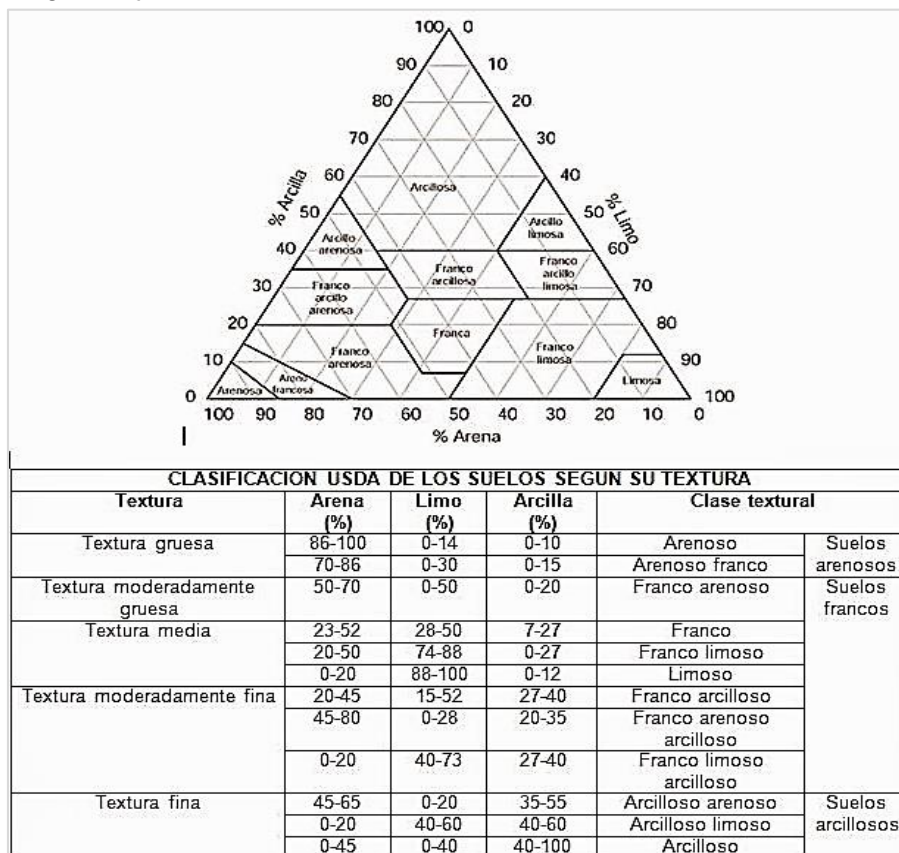 100 0
90 10
80 20
70 30
60 Arcillosa 40
% Arcilla % Limo
50 50
Arcillo limosa
Arcillo arenosa
40 60
Franco arcillosa
Franco arcillo limosa
30 70
Franco arcillo arenosa
20 80
Franca
Franco arenosa
Franco limosa
10 90
Arenosa
Areno francosa
Limosa
0 100
100 90 80 70 60 50 40 30 20 10 0
% Arena
CLASIFICACION USDA DE LOS SUELOS SEGUN SU TEXTURA
Textura Arena (%) Limo (%) Arcilla (%) Clase textural
Textura gruesa 86-100 0-14 0-10 Arenoso Suelos arenosos
70-86 0-30 0-15 Arenoso franco
Textura moderadamente gruesa 50-70 0-50 0-20 Franco arenoso Suelos francos
Textura media 23-52 28-50 7-27 Franco
20-50 74-88 0-27 Franco limoso
0-20 88-100 0-12 Limoso
Textura moderadamente fina 20-45 15-52 27-40 Franco arcilloso
45-80 0-28 20-35 Franco arenoso arcilloso
0-20 40-73 27-40 Franco limoso arcilloso
Textura fina 45-65 0-20 35-55 Arcilloso arenoso Suelos arcillosos
0-20 40-60 40-60 Arcilloso limoso
0-45 0-40 40-100 Arcilloso